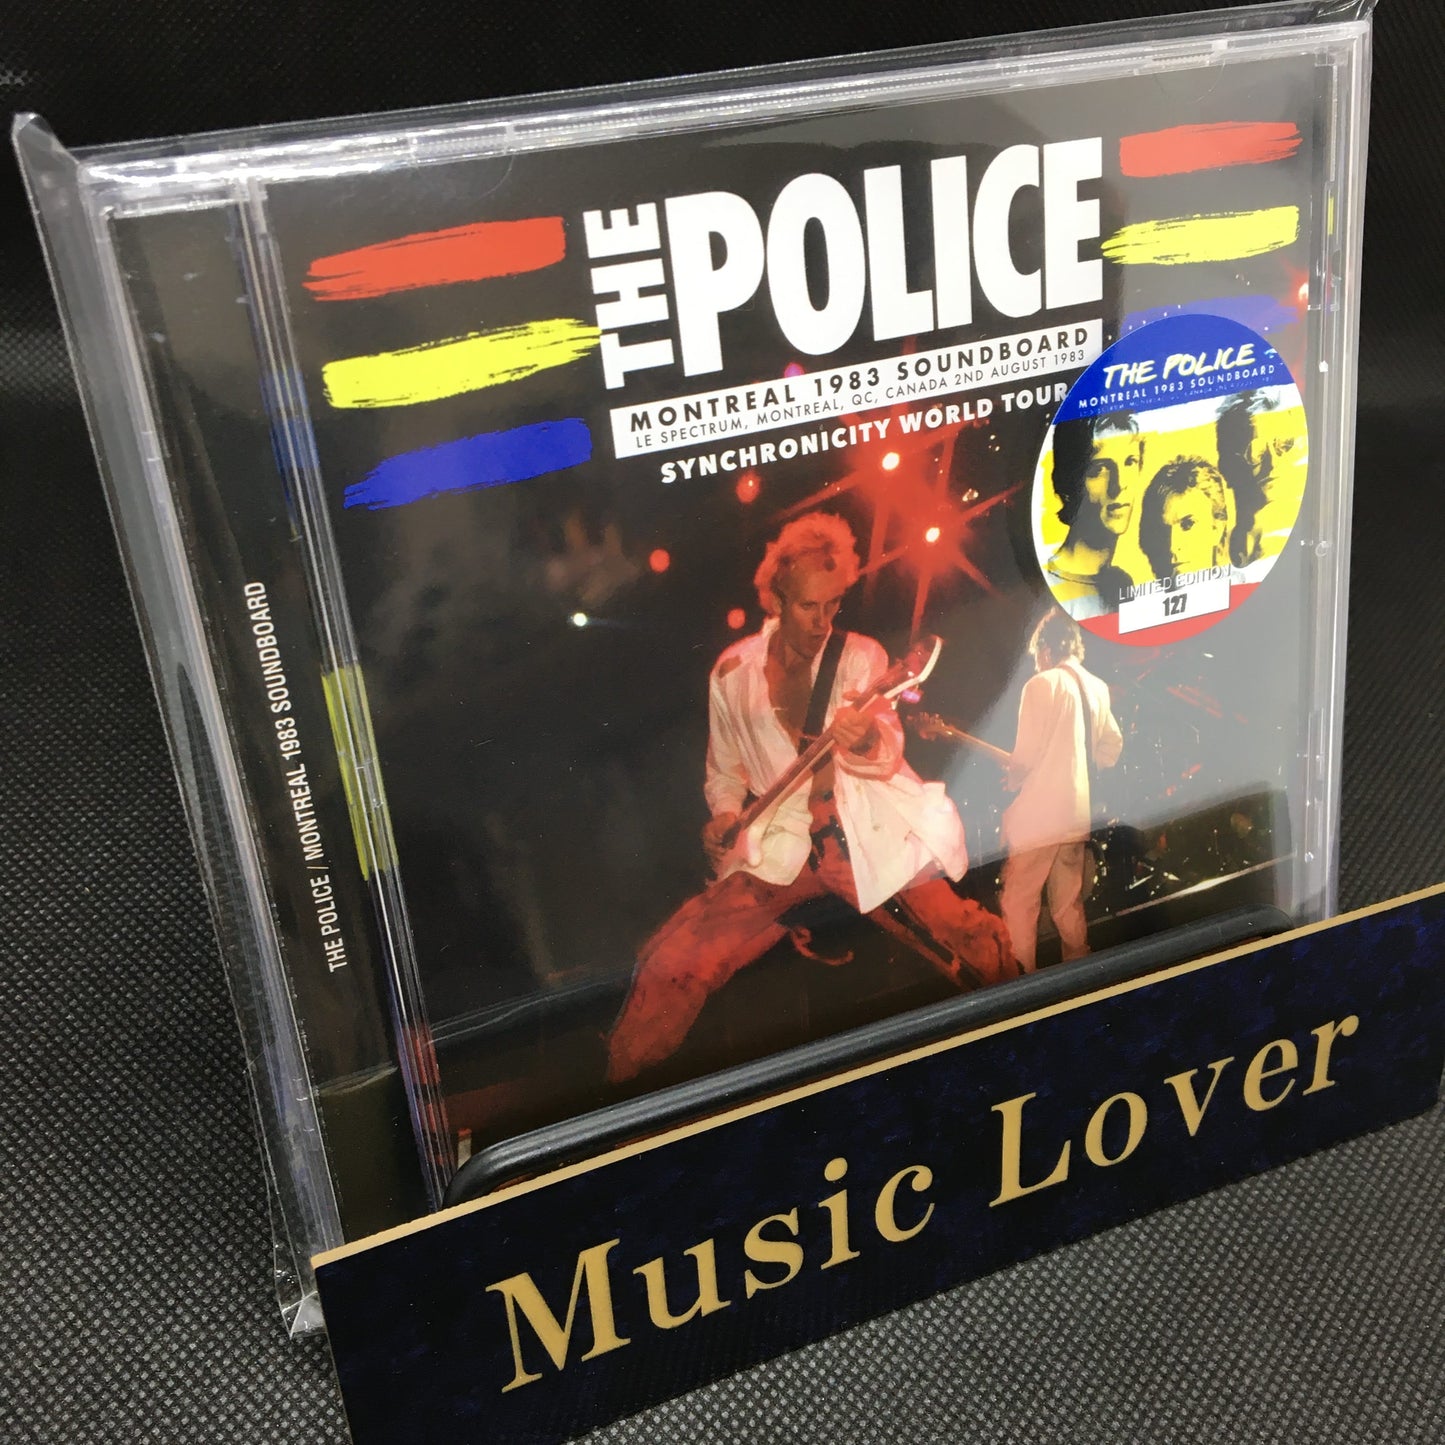 THE POLICE
MONTREAL 1983 SOUNDBOARD
LE SPECTRUM, MONTREAL, QC, CANADA 2ND AUGUST 1983
SYNCHRONICITY WORLD TOUR
THE POLICE
MONTREAL 1983 SOUNDBOARD
LIMITED EDITION
127
THE POLICE / MONTREAL 1983 SOUNDBOARD
Music Lover